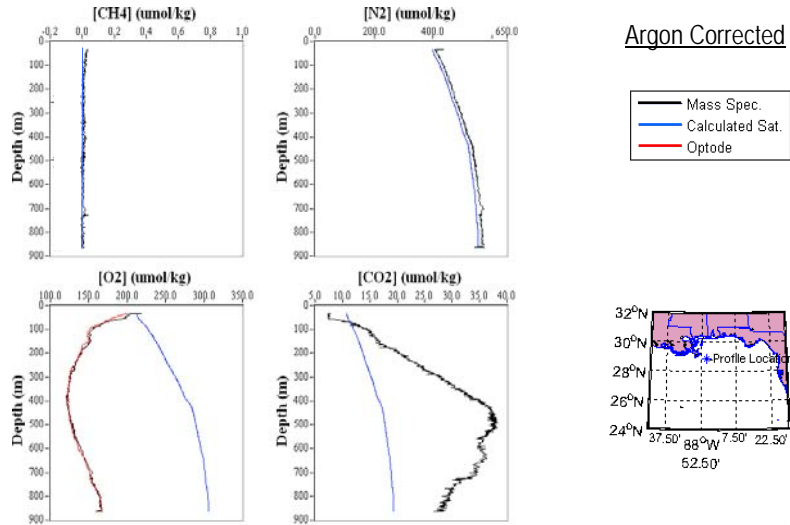 [CH4] (umol/kg)
-0,2 0,0 0,2 0,4 0,6 0,8 1,0
0
100
200
300
400
500
600
700
800
900
Depth (m)
[N2] (umol/kg)
200.0 400.0 650.0
0
100
200
300
400
500
600
700
800
900
Depth (m)
Argon Corrected
Mass Spec.
Calculated Sat.
Optode
[O2] (umol/kg)
100.0 150.0 200.0 250.0 300.0 350.0
0
100
200
300
400
500
600
700
800
900
Depth (m)
[CO2] (umol/kg)
5,0 10,0 15,0 20,0 25,0 30,0 35,0 40,0
0
100
200
300
400
500
600
700
800
900
Depth (m)
32°N
30°N
28°N
26°N
24°N
Profile Location
37.50' 88°W 7.50' 22.50'
52.50'